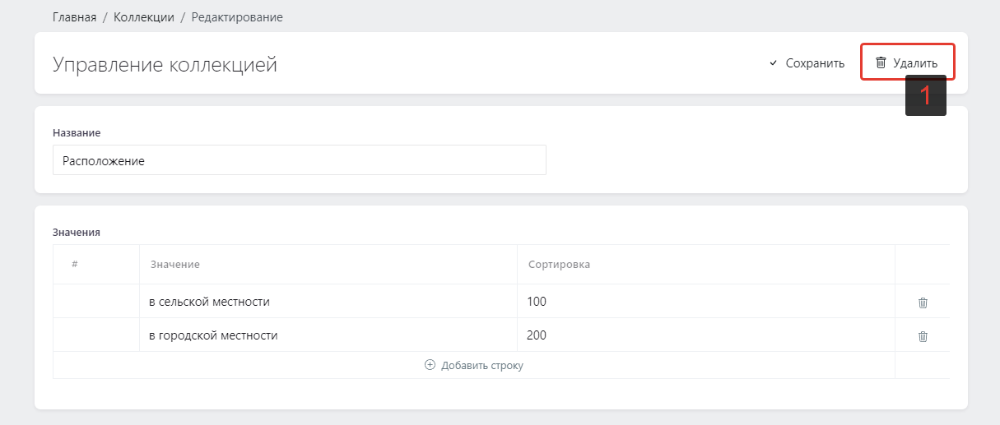 Главная / Коллекции / Редактирование
Управление коллекцией
Сохранить
Удалить
1
Название
Расположение
Значения
# Значение Сортировка
в сельской местности 100
в городской местности 200
Добавить строку